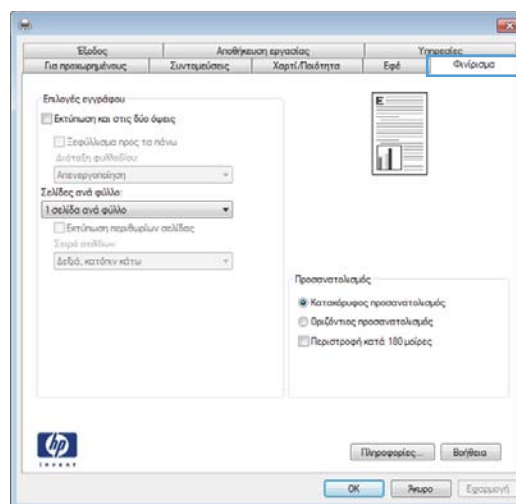 Έξοδος Αποθήκευση εργασίας Υπηρεσίες
Για προχωρημένους Συντομεύσεις Χαρτί/Ποιότητα Εφέ Φινίρισμα
Επιλογές εγγράφου
Εκτύπωση και στις δύο όψεις
Ξεφύλλισμα προς τα πάνω
Διάταξη φυλλαδίου:
Απενεργοποίηση
Σελίδες ανά φύλλο:
1 σελίδα ανά φύλλο
Εκτύπωση περιθωρίων σελίδας
Σειρά σελίδων:
Δεξιά, κατόπιν κάτω
E
Προσανατολισμός
Κατακόρυφος προσανατολισμός
Οριζόντιος προσανατολισμός
Περιστροφή κατά 180 μοίρες
hp
invent
Πληροφορίες... Βοήθεια
OK Άκυρο Εφαρμογή